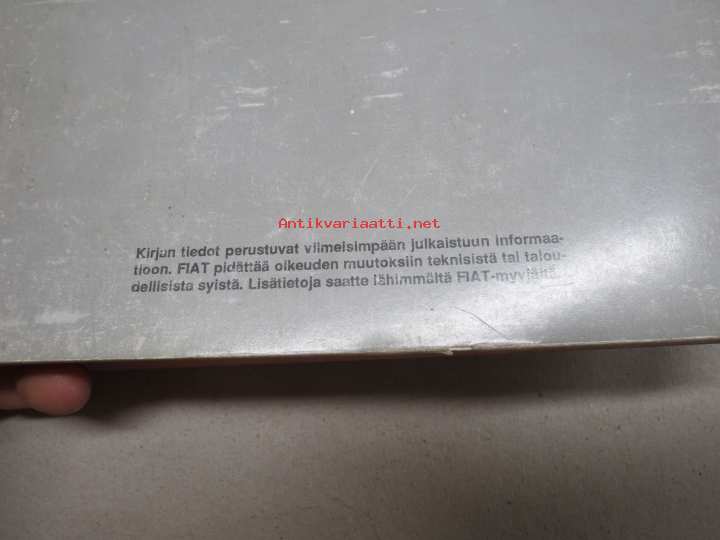 Antikvariaatti.net
Kirjan tiedot perustuvat viimeisimpään julkaistuun informaa-
tioon. FIAT pidättää oikeuden muutoksiin teknisistä tai talou-
dellisista syistä. Lisätietoja saatte lähimmältä FIAT-myyjältä.